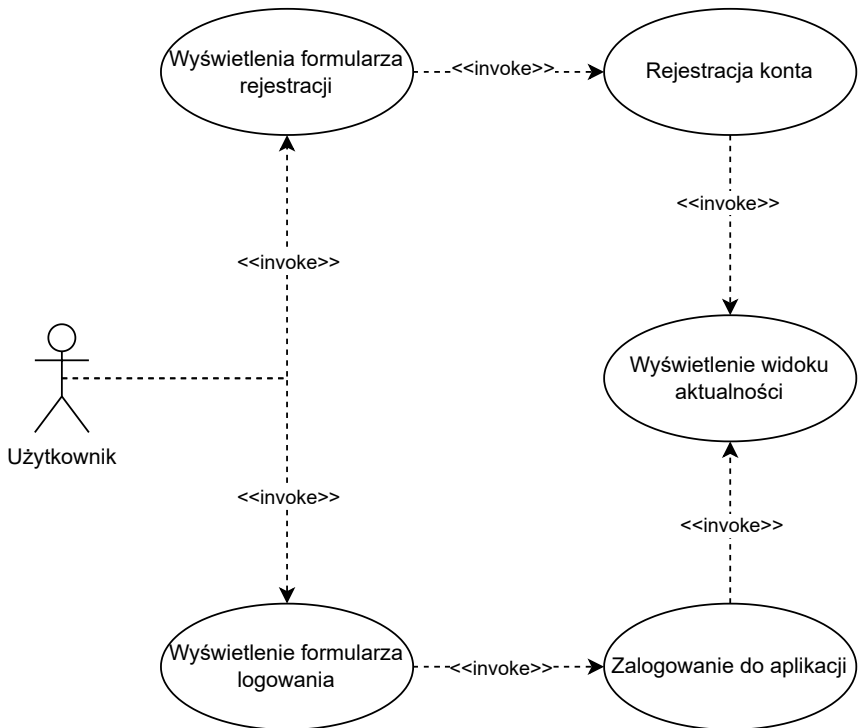 Wyświetlenia formularza
rejestracji
<<invoke>>
Rejestracja konta
<<invoke>>
<<invoke>>
Wyświetlenie widoku
aktualności
Użytkownik
<<invoke>>
<<invoke>>
Wyświetlenie formularza
logowania
<<invoke>>
Zalogowanie do aplikacji